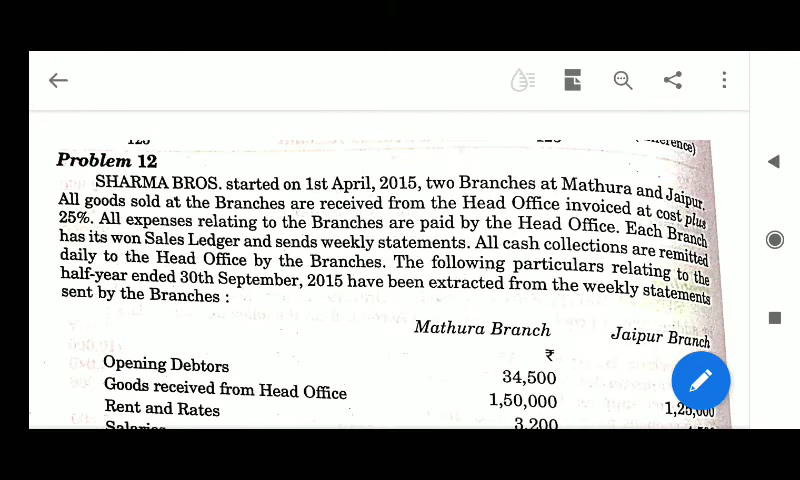 Problem 12
SHARMA BROS. started on 1st April, 2015, two Branches at Mathura and Jaipur.
All goods sold at the Branches are received from the Head Office invoiced at cost plus
25%. All expenses relating to the Branches are paid by the Head Office. Each Branch
has its won Sales Ledger and sends weekly statements. All cash collections are remitted
daily to the Head Office by the Branches. The following particulars relating to the
half-year ended 30th September, 2015 have been extracted from the weekly statements
sent by the Branches :
Mathura Branch Jaipur Branch
₹
Opening Debtors 34,500
Goods received from Head Office 1,50,000 1,25,000
Rent and Rates 3,200
Salaries